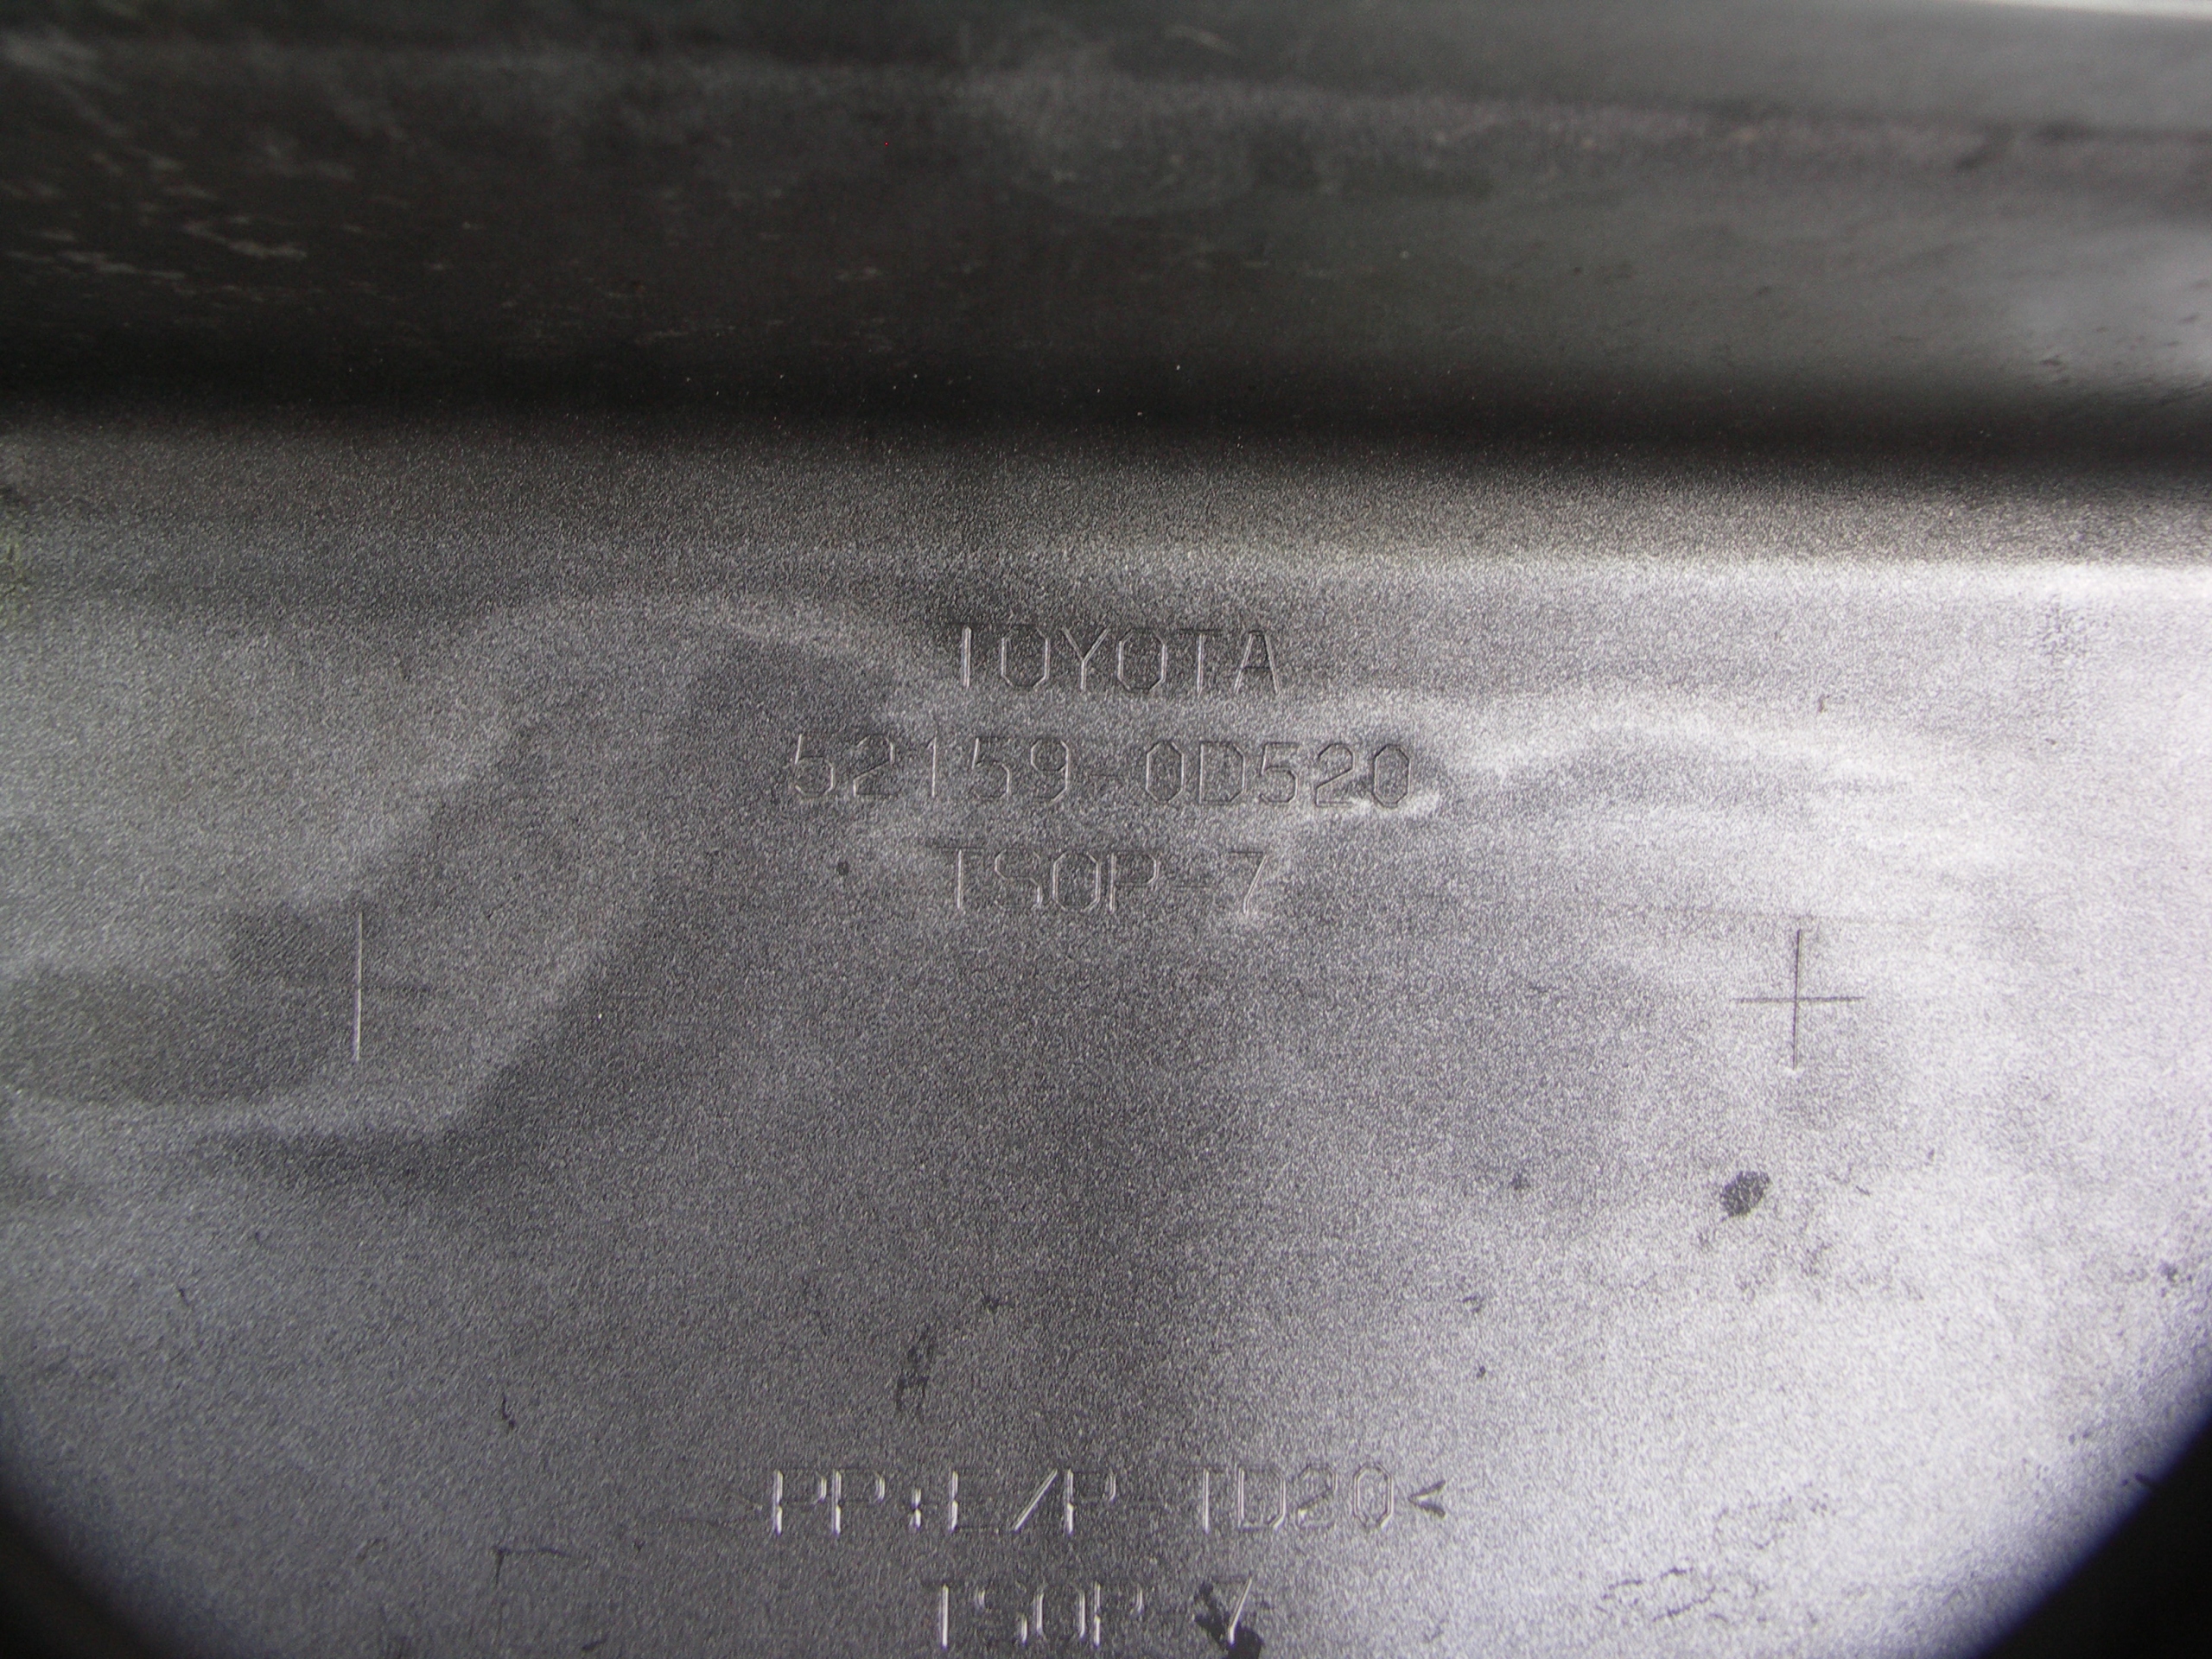 TOYOTA
52159-0D520
TSOP-7
>PP:E/P-TD20<
TSOP-7